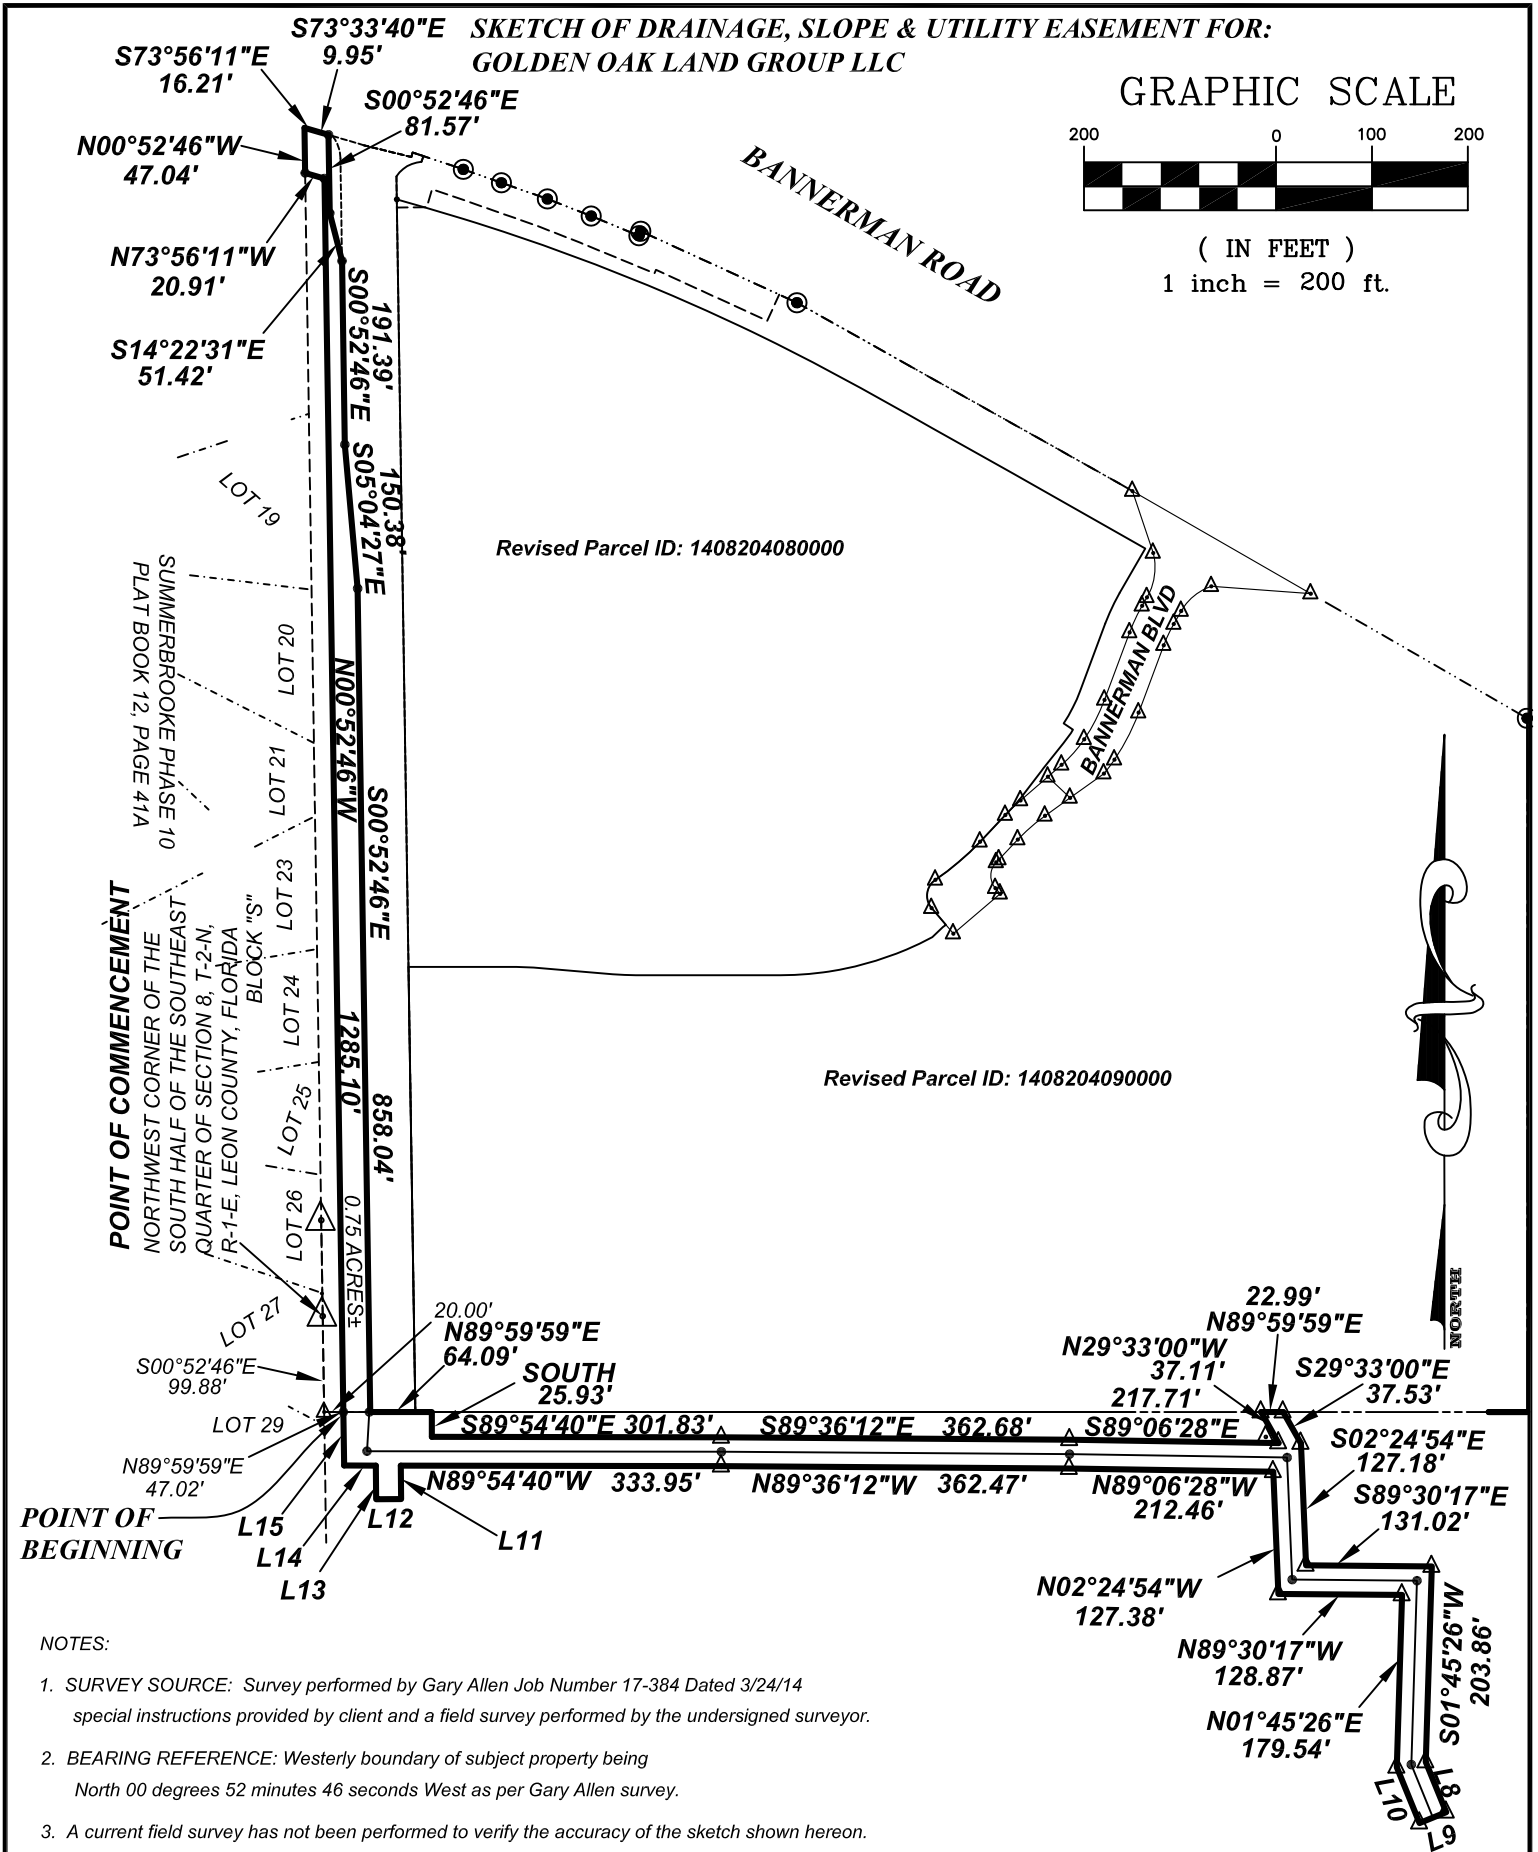 SKETCH OF DRAINAGE, SLOPE & UTILITY EASEMENT FOR:
GOLDEN OAK LAND GROUP LLC
GRAPHIC SCALE
200 0 100 200
( IN FEET )
1 inch = 200 ft.
S73°33'40"E
9.95'
S73°56'11"E
16.21'
S00°52'46"E
81.57'
N00°52'46"W
47.04'
N73°56'11"W
20.91'
S14°22'31"E
51.42'
BANNERMAN ROAD
191.39'
S00°52'46"E
150.38'
S05°04'27"E
LOT 19
Revised Parcel ID: 1408204080000
BANNERMAN BLVD
SUMMERBROOKE PHASE 10
PLAT BOOK 12, PAGE 41A
LOT 20
N00°52'46"W
1285.10'
LOT 21
S00°52'46"E
858.04'
LOT 23
BLOCK "S"
LOT 24
LOT 25
LOT 26
LOT 27
POINT OF COMMENCEMENT
NORTHWEST CORNER OF THE
SOUTH HALF OF THE SOUTHEAST
QUARTER OF SECTION 8, T-2-N,
R-1-E, LEON COUNTY, FLORIDA
Revised Parcel ID: 1408204090000
0.75 ACRES±
NORTH
20.00'
N89°59'59"E
64.09'
SOUTH
25.93'
S00°52'46"E
99.88'
LOT 29
N89°59'59"E
47.02'
POINT OF
BEGINNING
L15
L14
L13
L12
L11
S89°54'40"E 301.83'
S89°36'12"E 362.68'
S89°06'28"E
217.71'
N29°33'00"W
37.11'
22.99'
N89°59'59"E
S29°33'00"E
37.53'
N89°54'40"W 333.95'
N89°36'12"W 362.47'
N89°06'28"W
212.46'
S02°24'54"E
127.18'
S89°30'17"E
131.02'
N02°24'54"W
127.38'
N89°30'17"W
128.87'
S01°45'26"W
203.86'
N01°45'26"E
179.54'
L8
L10
L9
NOTES:
1. SURVEY SOURCE: Survey performed by Gary Allen Job Number 17-384 Dated 3/24/14
special instructions provided by client and a field survey performed by the undersigned surveyor.
2. BEARING REFERENCE: Westerly boundary of subject property being
North 00 degrees 52 minutes 46 seconds West as per Gary Allen survey.
3. A current field survey has not been performed to verify the accuracy of the sketch shown hereon.